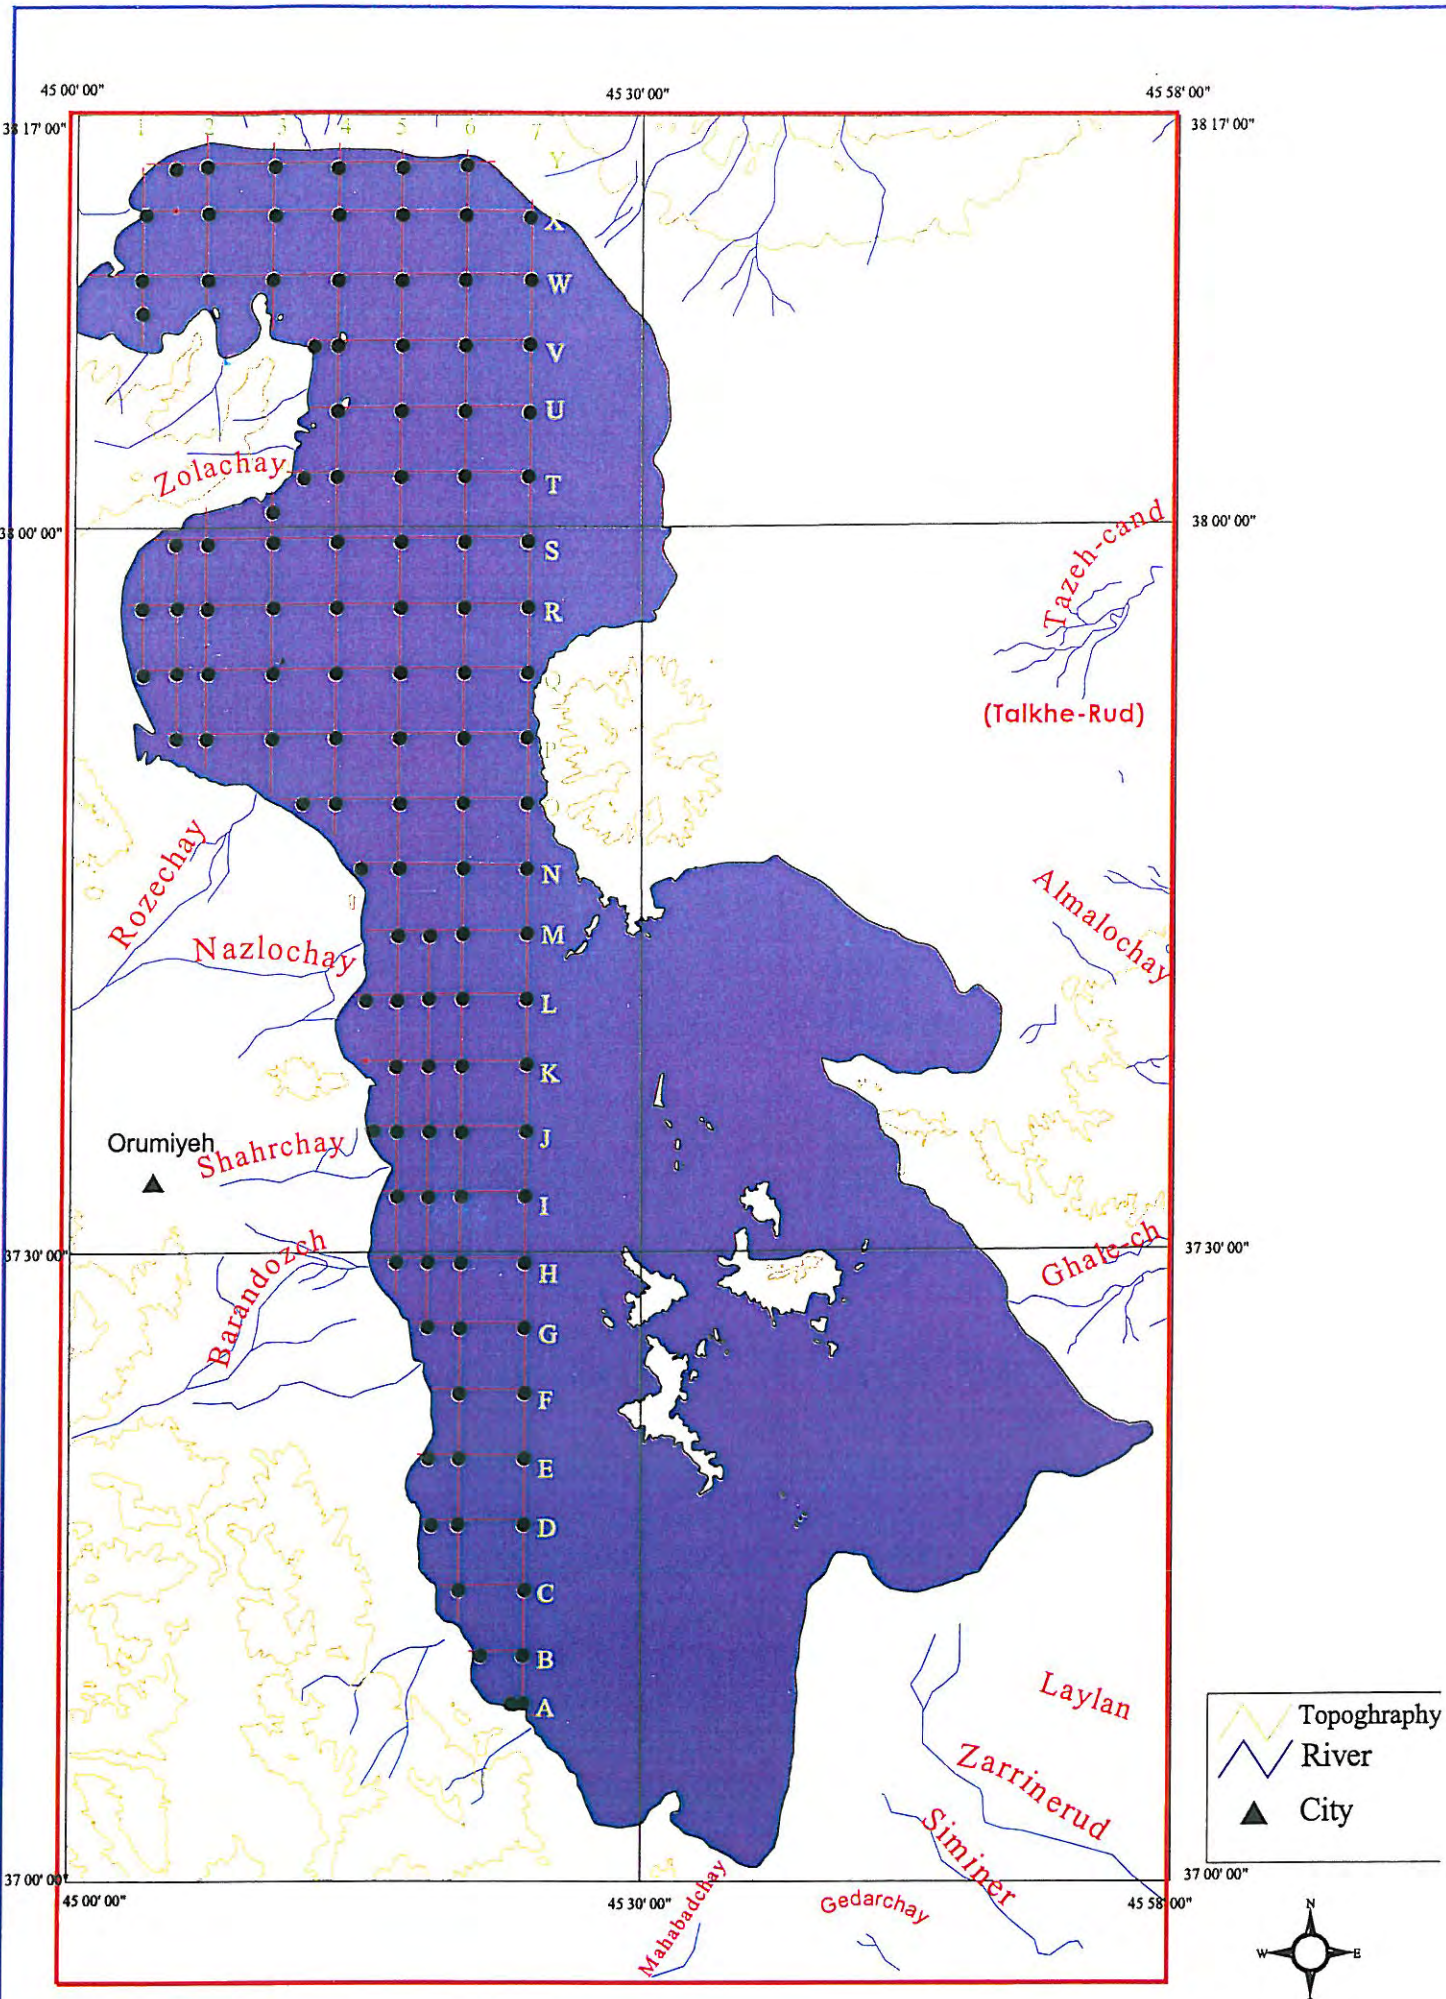 45 00' 00"
45 30' 00"
45 58' 00"
38 17' 00"
38 17' 00"
1 2 3 4 5 6 7
Y
X
W
V
U
Zolachay
T
38 00' 00"
38 00' 00"
S
Tazeh-cand
R
Q
(Talkhe-Rud)
P
O
Rozechay
N
Almalochay
Nazlochay
M
L
K
Orumiyeh
Shahrchay
J
I
37 30' 00"
37 30' 00"
Barandozch
Ghale-ch
H
G
F
E
D
C
B
A
Laylan
Zarrinerud
Siminer
Topoghraphy
River
City
37 00' 00"
37 00' 00"
45 00' 00"
45 30' 00"
45 58' 00"
Mahabadchay
Gedarchay
N
W
E